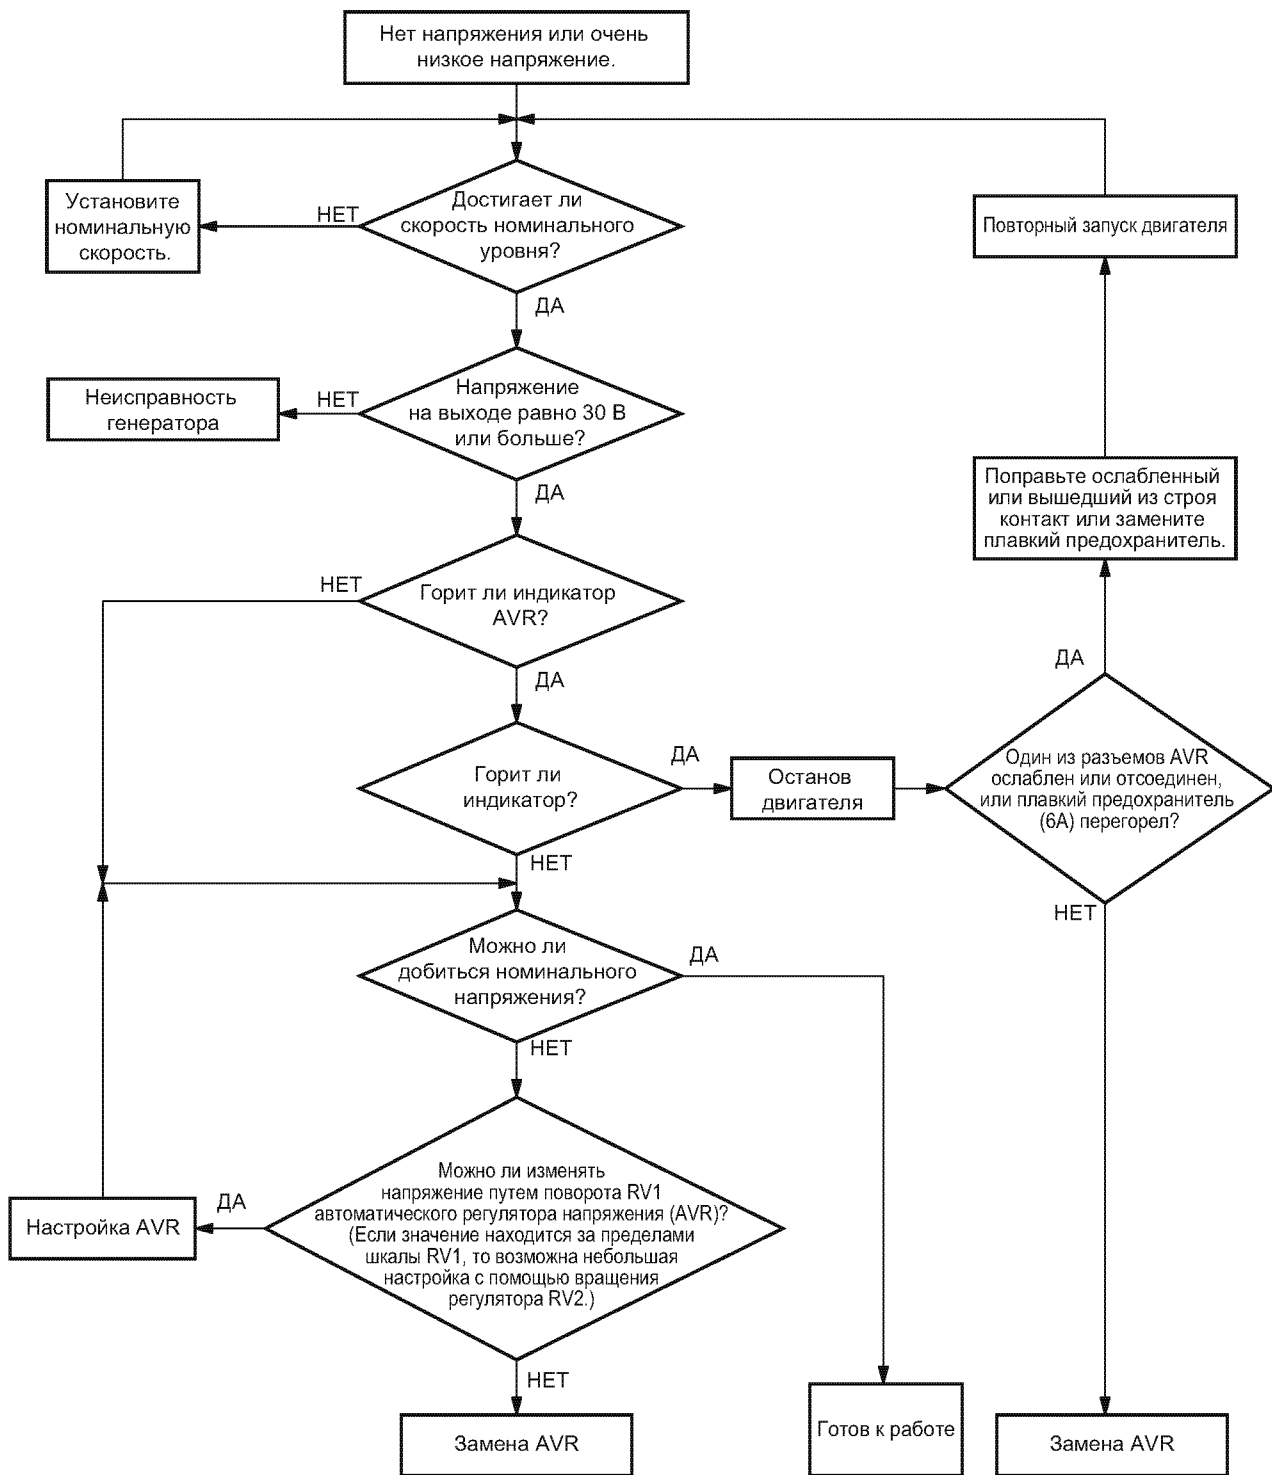 Нет напряжения или очень
низкое напряжение.
Установите
номинальную
скорость.
НЕТ
Достигает ли
скорость номинального
уровня?
Повторный запуск двигателя
ДА
Неисправность
генератора
НЕТ
Напряжение
на выходе равно 30 В
или больше?
ДА
Поправьте ослабленный
или вышедший из строя
контакт или замените
плавкий предохранитель.
НЕТ
Горит ли индикатор
AVR?
ДА
ДА
Горит ли
индикатор?
ДА
Останов
двигателя
Один из разъемов AVR
ослаблен или отсоединен,
или плавкий предохранитель
(6А) перегорел?
НЕТ
НЕТ
Можно ли
добиться номинального
напряжения?
ДА
НЕТ
Настройка AVR
ДА
Можно ли изменять
напряжение путем поворота RV1
автоматического регулятора напряжения (AVR)?
(Если значение находится за пределами
шкалы RV1, то возможна небольшая
настройка с помощью вращения
регулятора RV2.)
НЕТ
Замена AVR
Готов к работе
Замена AVR